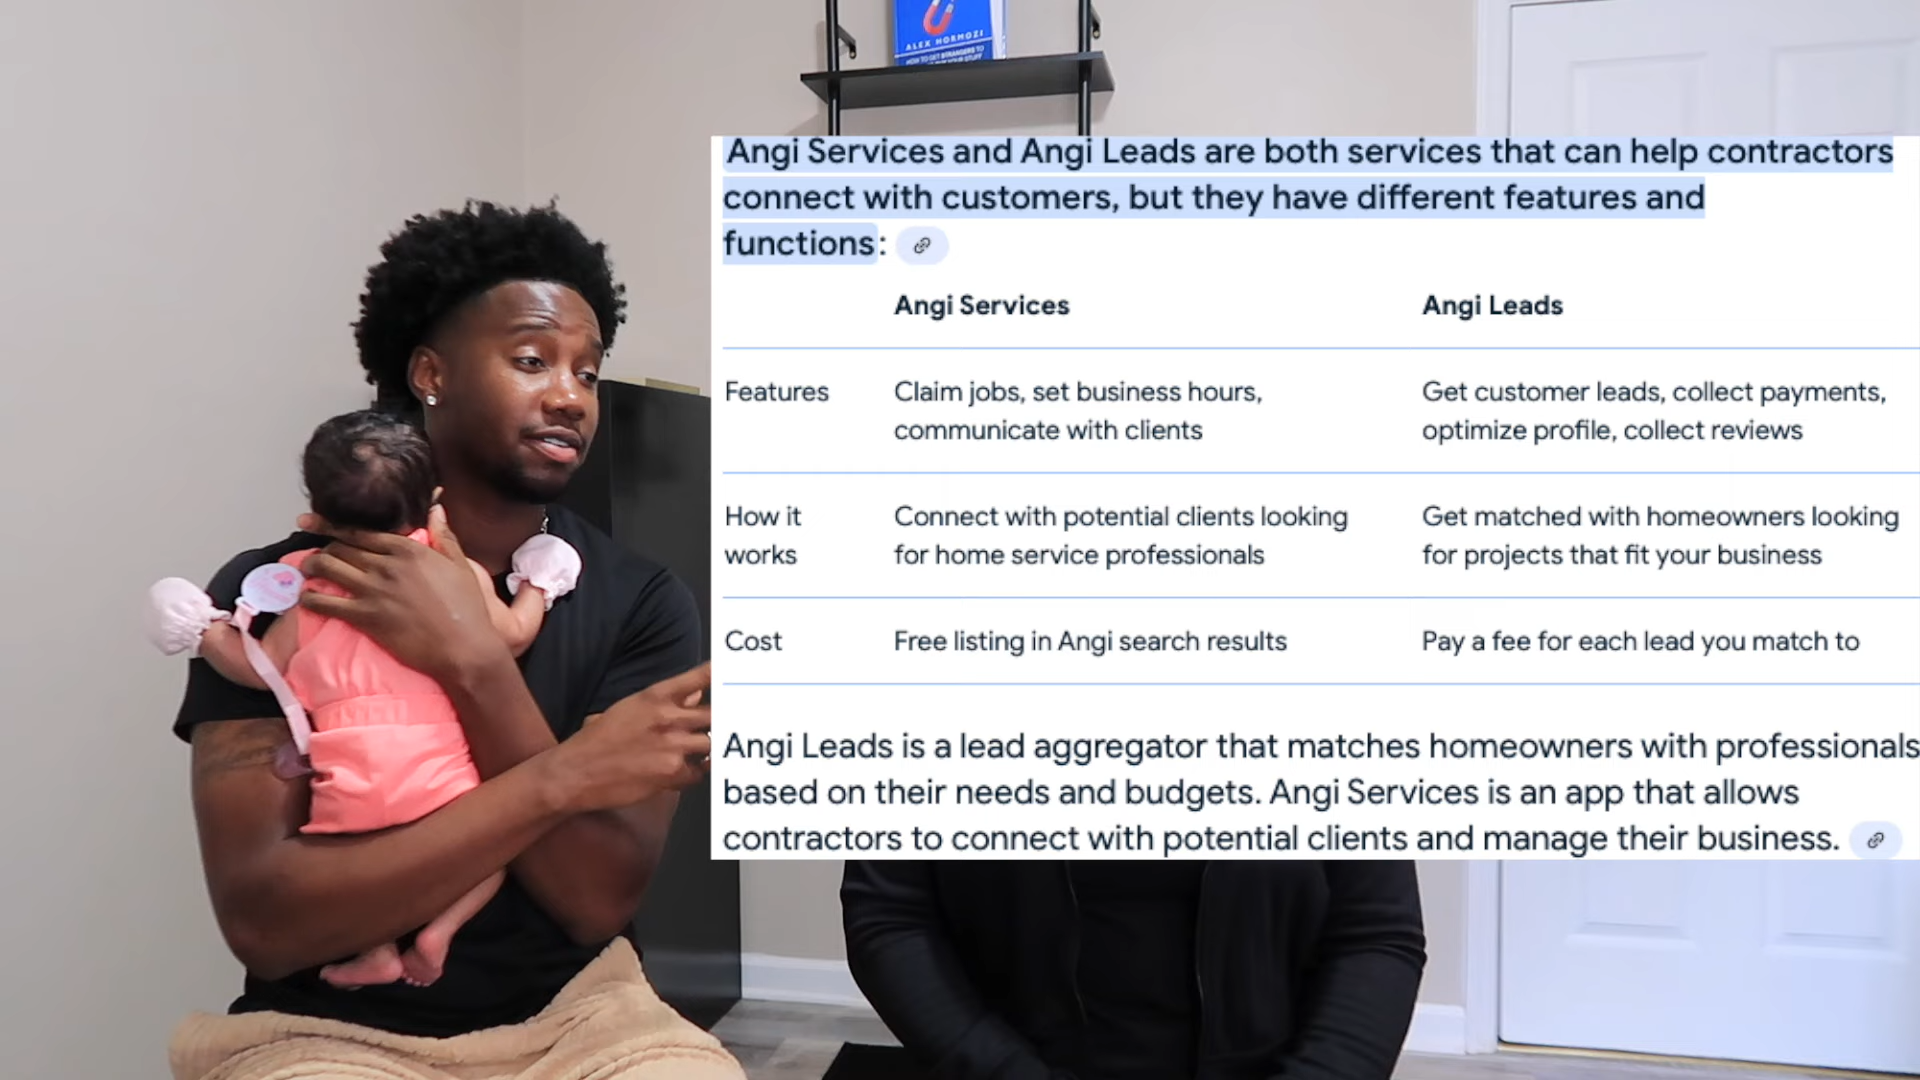 ALEX HORMOZI
HOW TO GET STRANGERS TO
Angi Services and Angi Leads are both services that can help contractors
connect with customers, but they have different features and
functions:
Angi Services Angi Leads
Features Claim jobs, set business hours, Get customer leads, collect payments,
communicate with clients optimize profile, collect reviews
How it Connect with potential clients looking Get matched with homeowners looking
works for home service professionals for projects that fit your business
Cost Free listing in Angi search results Pay a fee for each lead you match to
Angi Leads is a lead aggregator that matches homeowners with professionals
based on their needs and budgets. Angi Services is an app that allows
contractors to connect with potential clients and manage their business.